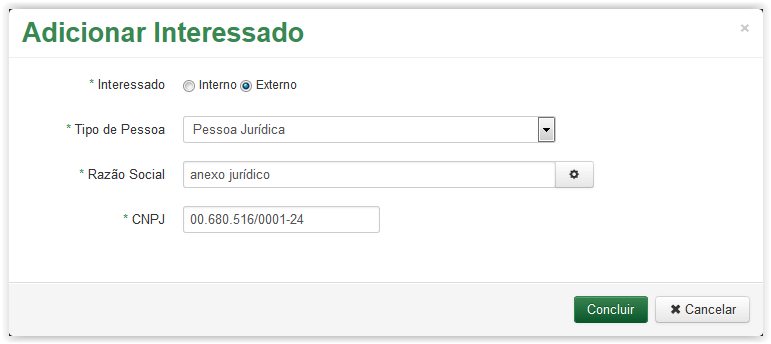 Adicionar Interessado ×
* Interessado Interno Externo
* Tipo de Pessoa Pessoa Jurídica
* Razão Social anexo jurídico
* CNPJ 00.680.516/0001-24
Concluir ✖ Cancelar